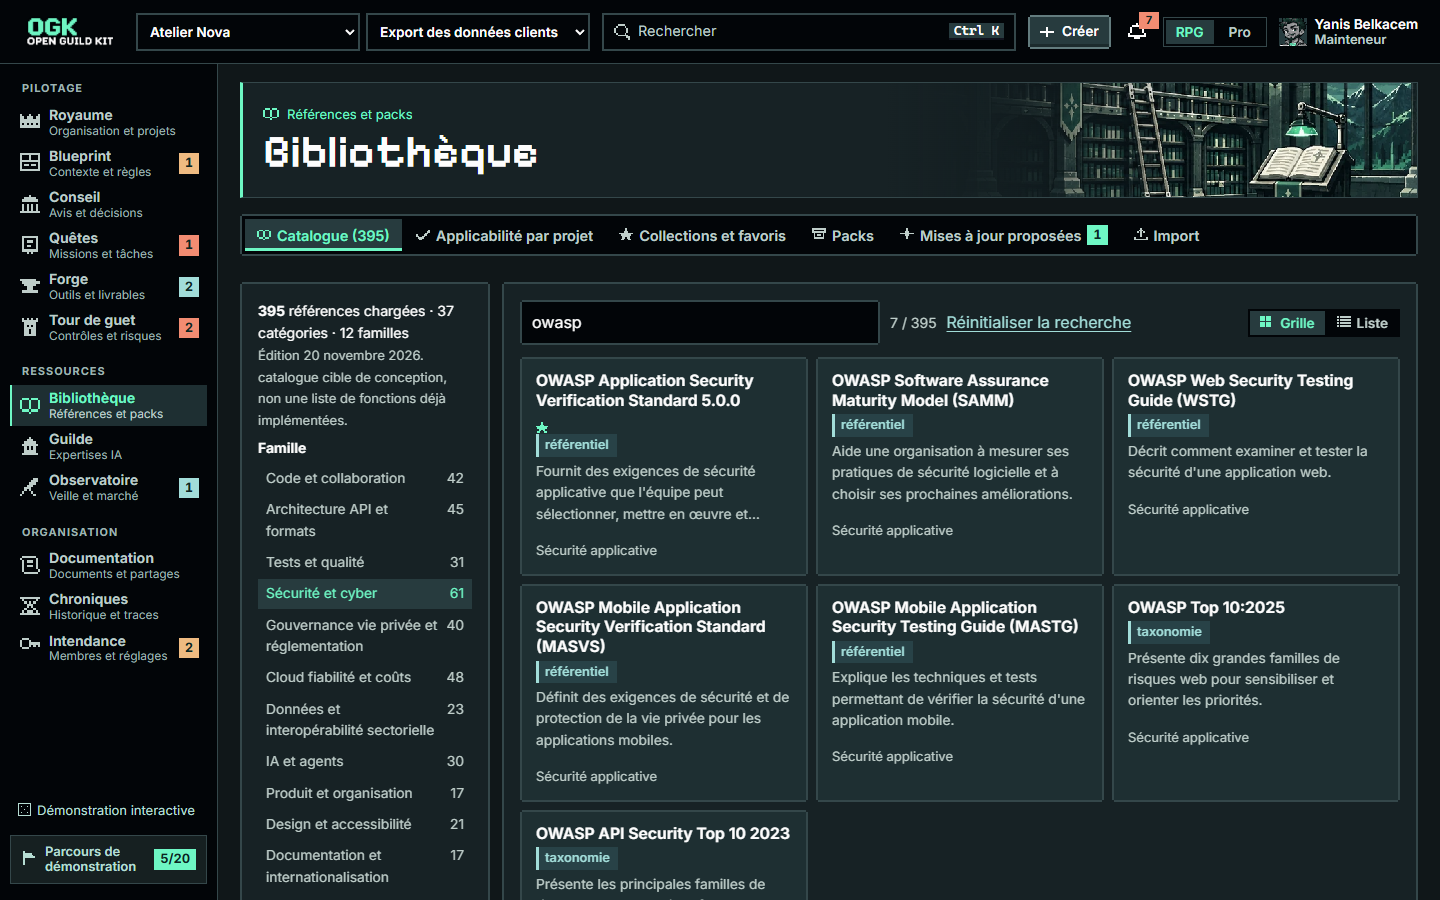 OGK
OPEN GUILD KIT
Atelier Nova
Export des données clients
Rechercher
Ctrl K
Créer
7
RPG
Pro
Yanis Belkacem
Mainteneur
PILOTAGE
Royaume
Organisation et projets
Blueprint
Contexte et règles
1
Conseil
Avis et décisions
Quêtes
Missions et tâches
1
Forge
Outils et livrables
2
Tour de guet
Contrôles et risques
2
RESSOURCES
Bibliothèque
Références et packs
Guilde
Expertises IA
Observatoire
Veille et marché
1
ORGANISATION
Documentation
Documents et partages
Chroniques
Historique et traces
Intendance
Membres et réglages
2
Démonstration interactive
Parcours de
démonstration
5/20
Références et packs
Bibliothèque
Catalogue (395)
Applicabilité par projet
Collections et favoris
Packs
Mises à jour proposées
1
Import
395 références chargées · 37
catégories · 12 familles
Édition 20 novembre 2026.
catalogue cible de conception,
non une liste de fonctions déjà
implémentées.
Famille
Code et collaboration 42
Architecture API et 45
formats
Tests et qualité 31
Sécurité et cyber 61
Gouvernance vie privée et 40
réglementation
Cloud fiabilité et coûts 48
Données et 23
interopérabilité sectorielle
IA et agents 30
Produit et organisation 17
Design et accessibilité 21
Documentation et 17
internationalisation
owasp
7 / 395
Réinitialiser la recherche
Grille
Liste
OWASP Application Security
Verification Standard 5.0.0
référentiel
Fournit des exigences de sécurité
applicative que l'équipe peut
sélectionner, mettre en œuvre et...
Sécurité applicative
OWASP Software Assurance
Maturity Model (SAMM)
référentiel
Aide une organisation à mesurer ses
pratiques de sécurité logicielle et à
choisir ses prochaines améliorations.
Sécurité applicative
OWASP Web Security Testing
Guide (WSTG)
référentiel
Décrit comment examiner et tester la
sécurité d'une application web.
Sécurité applicative
OWASP Mobile Application
Security Verification Standard
(MASVS)
référentiel
Définit des exigences de sécurité et de
protection de la vie privée pour les
applications mobiles.
Sécurité applicative
OWASP Mobile Application
Security Testing Guide (MASTG)
référentiel
Explique les techniques et tests
permettant de vérifier la sécurité d'une
application mobile.
Sécurité applicative
OWASP Top 10:2025
taxonomie
Présente dix grandes familles de
risques web pour sensibiliser et
orienter les priorités.
Sécurité applicative
OWASP API Security Top 10 2023
taxonomie
Présente les principales familles de